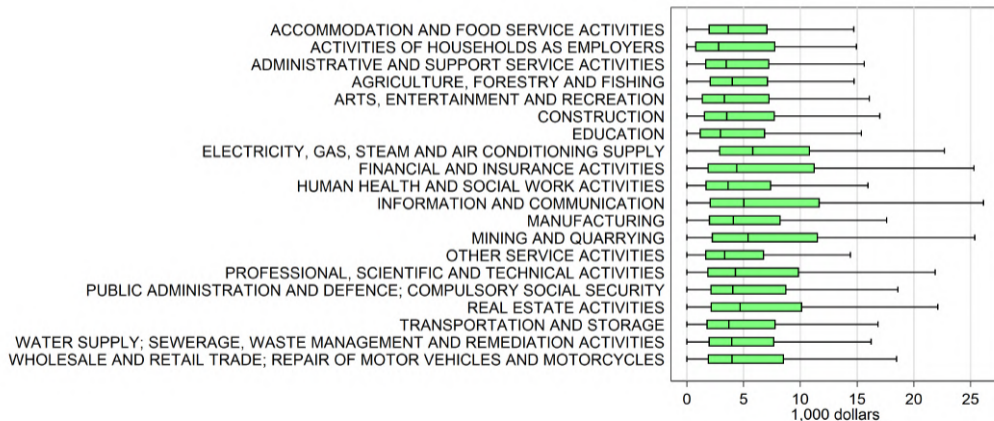 ACCOMMODATION AND FOOD SERVICE ACTIVITIES
ACTIVITIES OF HOUSEHOLDS AS EMPLOYERS
ADMINISTRATIVE AND SUPPORT SERVICE ACTIVITIES
AGRICULTURE, FORESTRY AND FISHING
ARTS, ENTERTAINMENT AND RECREATION
CONSTRUCTION
EDUCATION
ELECTRICITY, GAS, STEAM AND AIR CONDITIONING SUPPLY
FINANCIAL AND INSURANCE ACTIVITIES
HUMAN HEALTH AND SOCIAL WORK ACTIVITIES
INFORMATION AND COMMUNICATION
MANUFACTURING
MINING AND QUARRYING
OTHER SERVICE ACTIVITIES
PROFESSIONAL, SCIENTIFIC AND TECHNICAL ACTIVITIES
PUBLIC ADMINISTRATION AND DEFENCE; COMPULSORY SOCIAL SECURITY
REAL ESTATE ACTIVITIES
TRANSPORTATION AND STORAGE
WATER SUPPLY; SEWERAGE, WASTE MANAGEMENT AND REMEDIATION ACTIVITIES
WHOLESALE AND RETAIL TRADE; REPAIR OF MOTOR VEHICLES AND MOTORCYCLES
0 5 10 15 20 25
1,000 dollars